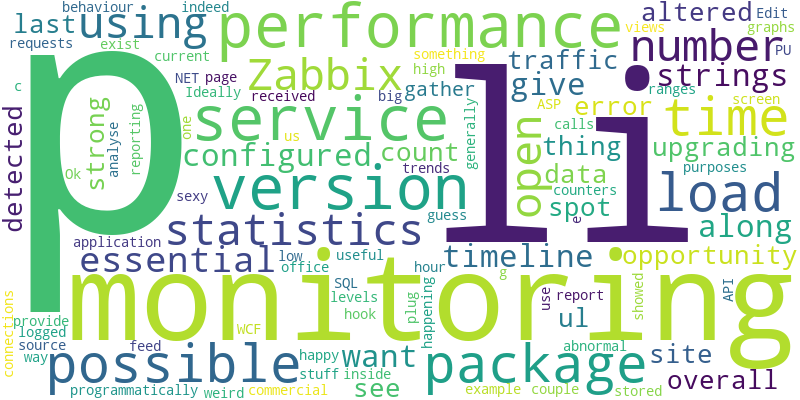 behaviour indeed
last using performance altered Edit
requests exist current something views graphs
number PU
p li
Zabbix high traffic strings
NET page gather give ranges
c Ideally received big ASP error screen
detected strong analyse reporting service open time
one us generally calls
configured count thing upgrading
Ok trends data purposes
sexy version counters load
guess spot
statistics e along
application low useful timeline opportunity
essential office hour
monitoring
connections source levels SQL hook plug happening g use report showed API
provide WCF ul
logged feed
way possible happy want package abnormal site
stuff inside see overall
programmatically weird commercial example couple stored